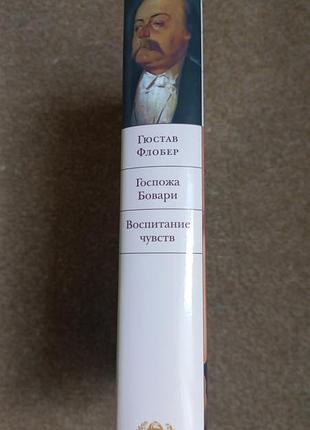 Гюстав
Флобер
Госпожа
Бовари
Воспитание
чувств